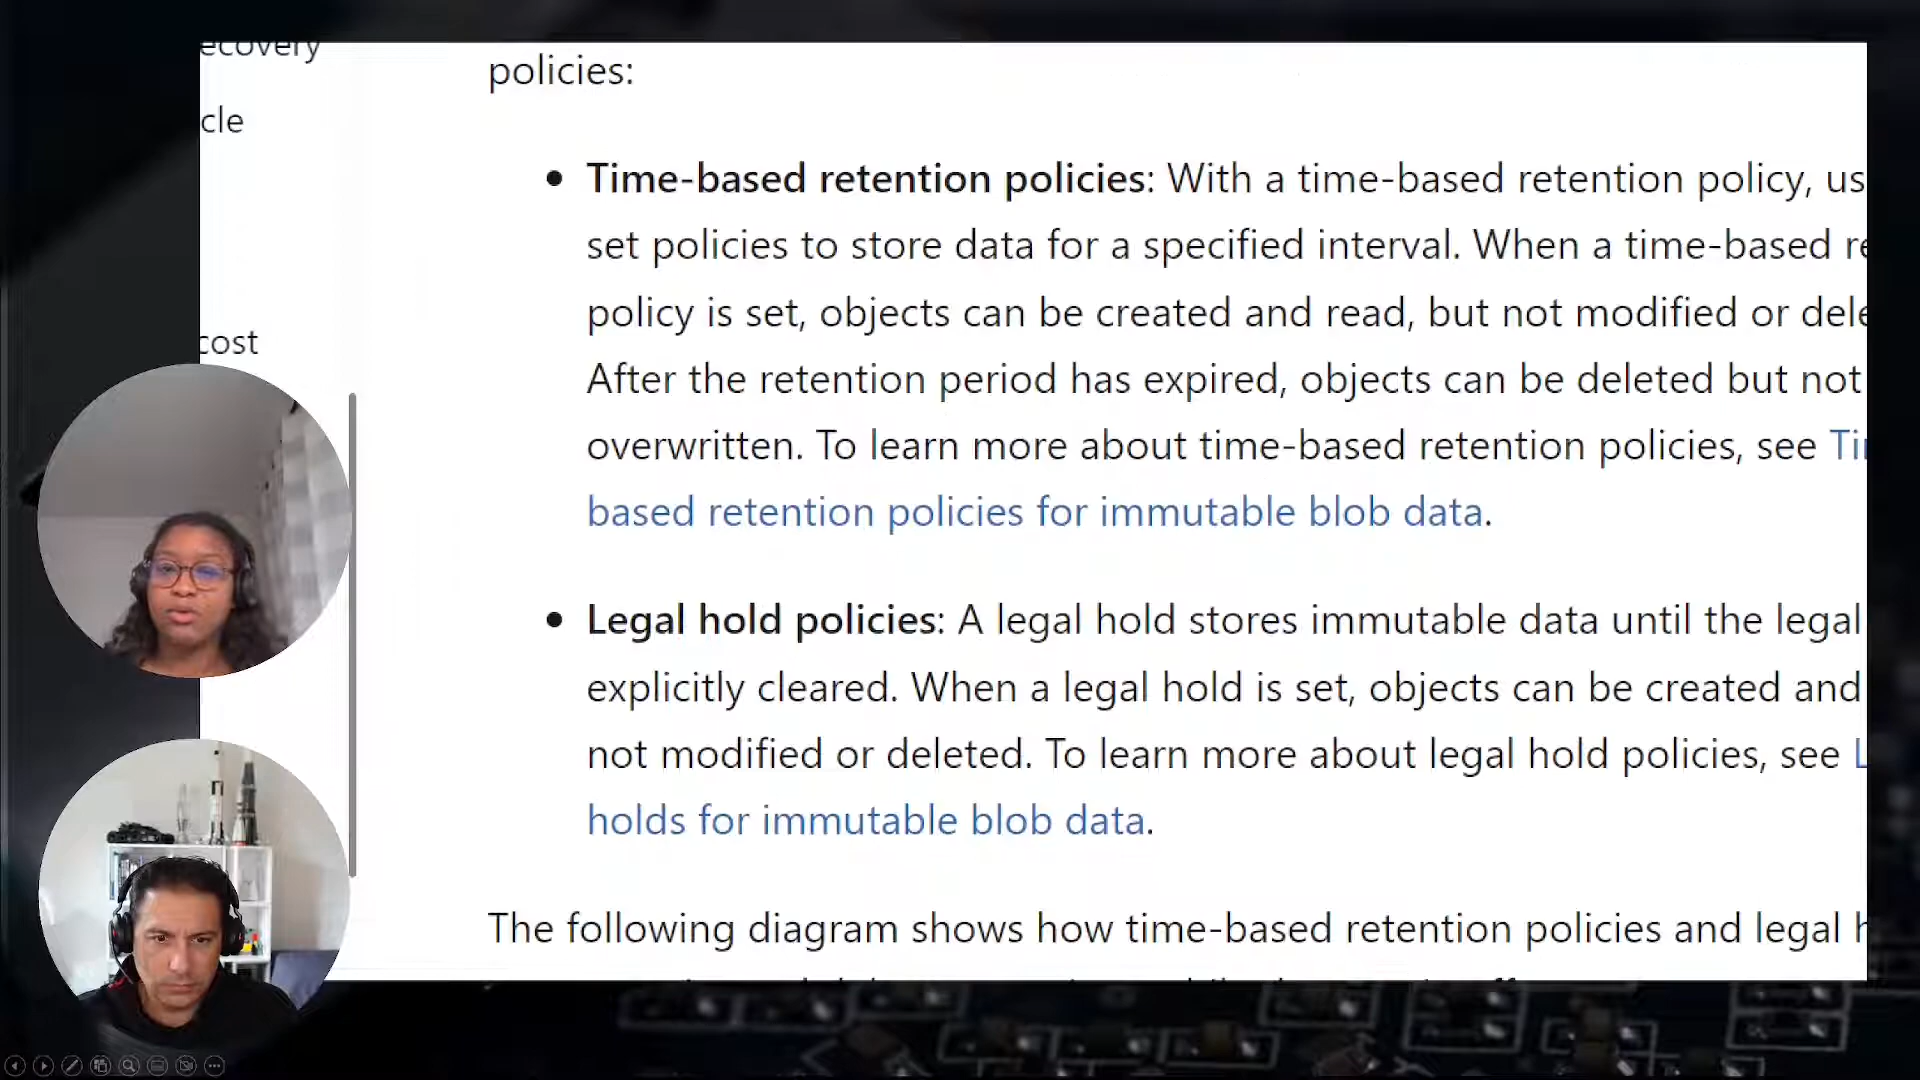 ecovery
cle
cost
policies:
Time-based retention policies: With a time-based retention policy, us
set policies to store data for a specified interval. When a time-based re
policy is set, objects can be created and read, but not modified or dele
After the retention period has expired, objects can be deleted but not
overwritten. To learn more about time-based retention policies, see Ti
based retention policies for immutable blob data.
Legal hold policies: A legal hold stores immutable data until the legal
explicitly cleared. When a legal hold is set, objects can be created and
not modified or deleted. To learn more about legal hold policies, see L
holds for immutable blob data.
The following diagram shows how time-based retention policies and legal h